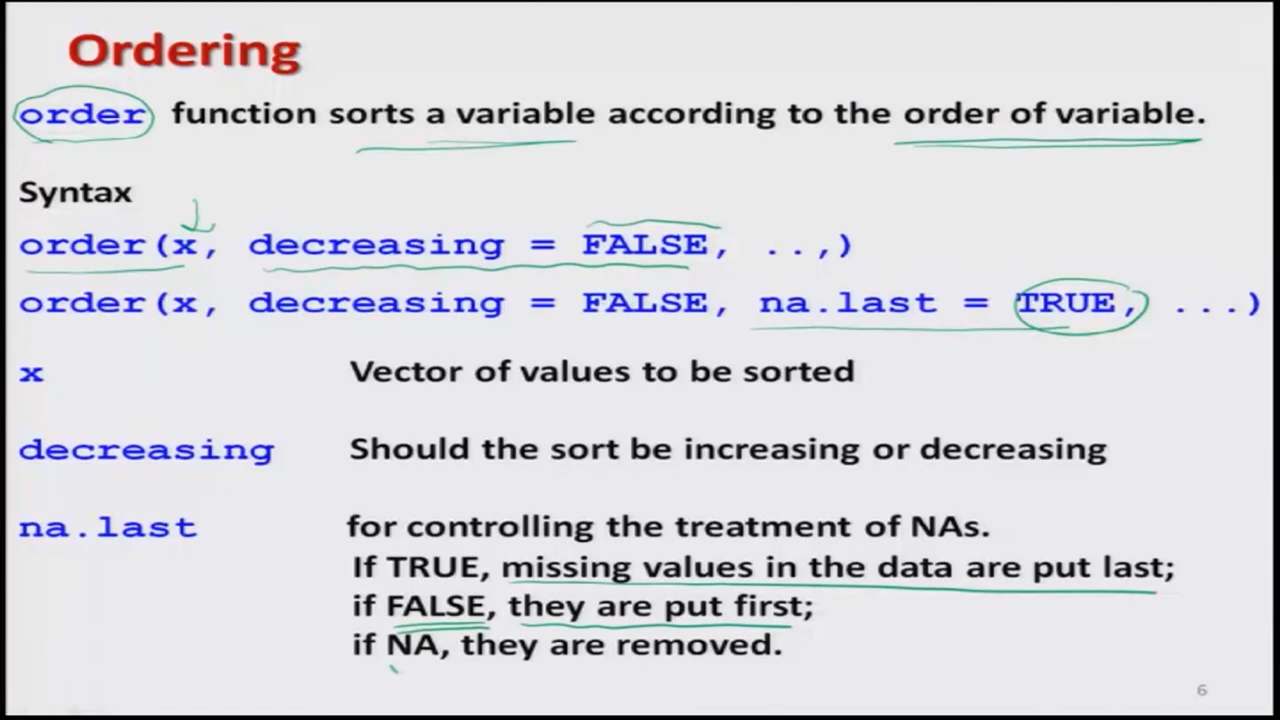 Ordering
order function sorts a variable according to the order of variable.
Syntax
order(x, decreasing = FALSE, ..,)
order(x, decreasing = FALSE, na.last = TRUE, ...)
x Vector of values to be sorted
decreasing Should the sort be increasing or decreasing
na.last for controlling the treatment of NAs.
If TRUE, missing values in the data are put last;
if FALSE, they are put first;
if NA, they are removed.
6